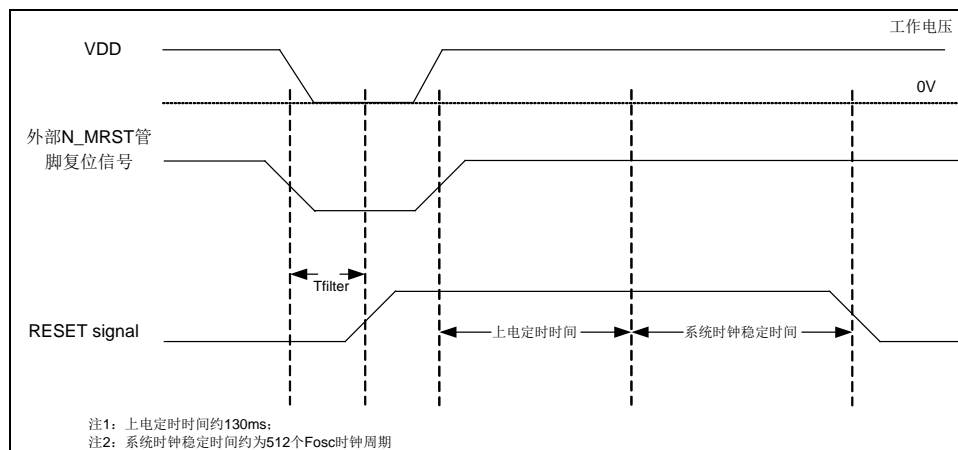 工作电压
VDD
0V
外部N_MRST管
脚复位信号
Tfilter
RESET signal
上电定时时间
系统时钟稳定时间
注1：上电定时时间约130ms；
注2：系统时钟稳定时间约为512个Fosc时钟周期